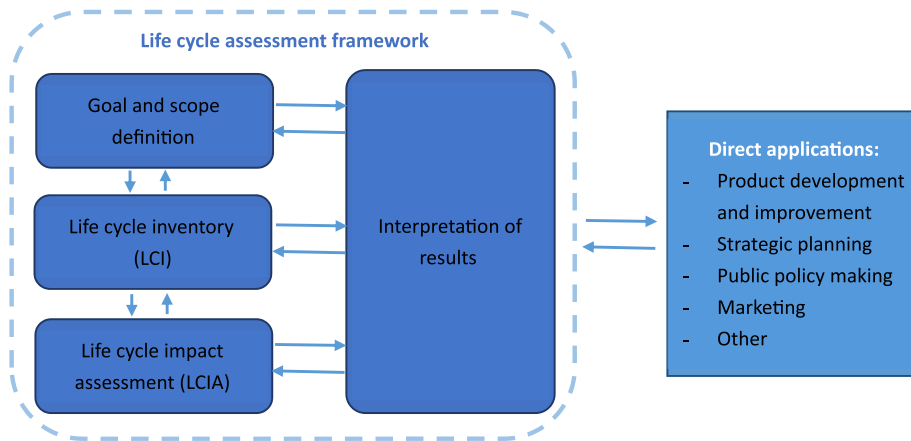 Life cycle assessment framework
Goal and scope
definition
Life cycle inventory
(LCI)
Life cycle impact
assessment (LCIA)
Interpretation of
results
Direct applications:
- Product development
and improvement
- Strategic planning
- Public policy making
- Marketing
- Other